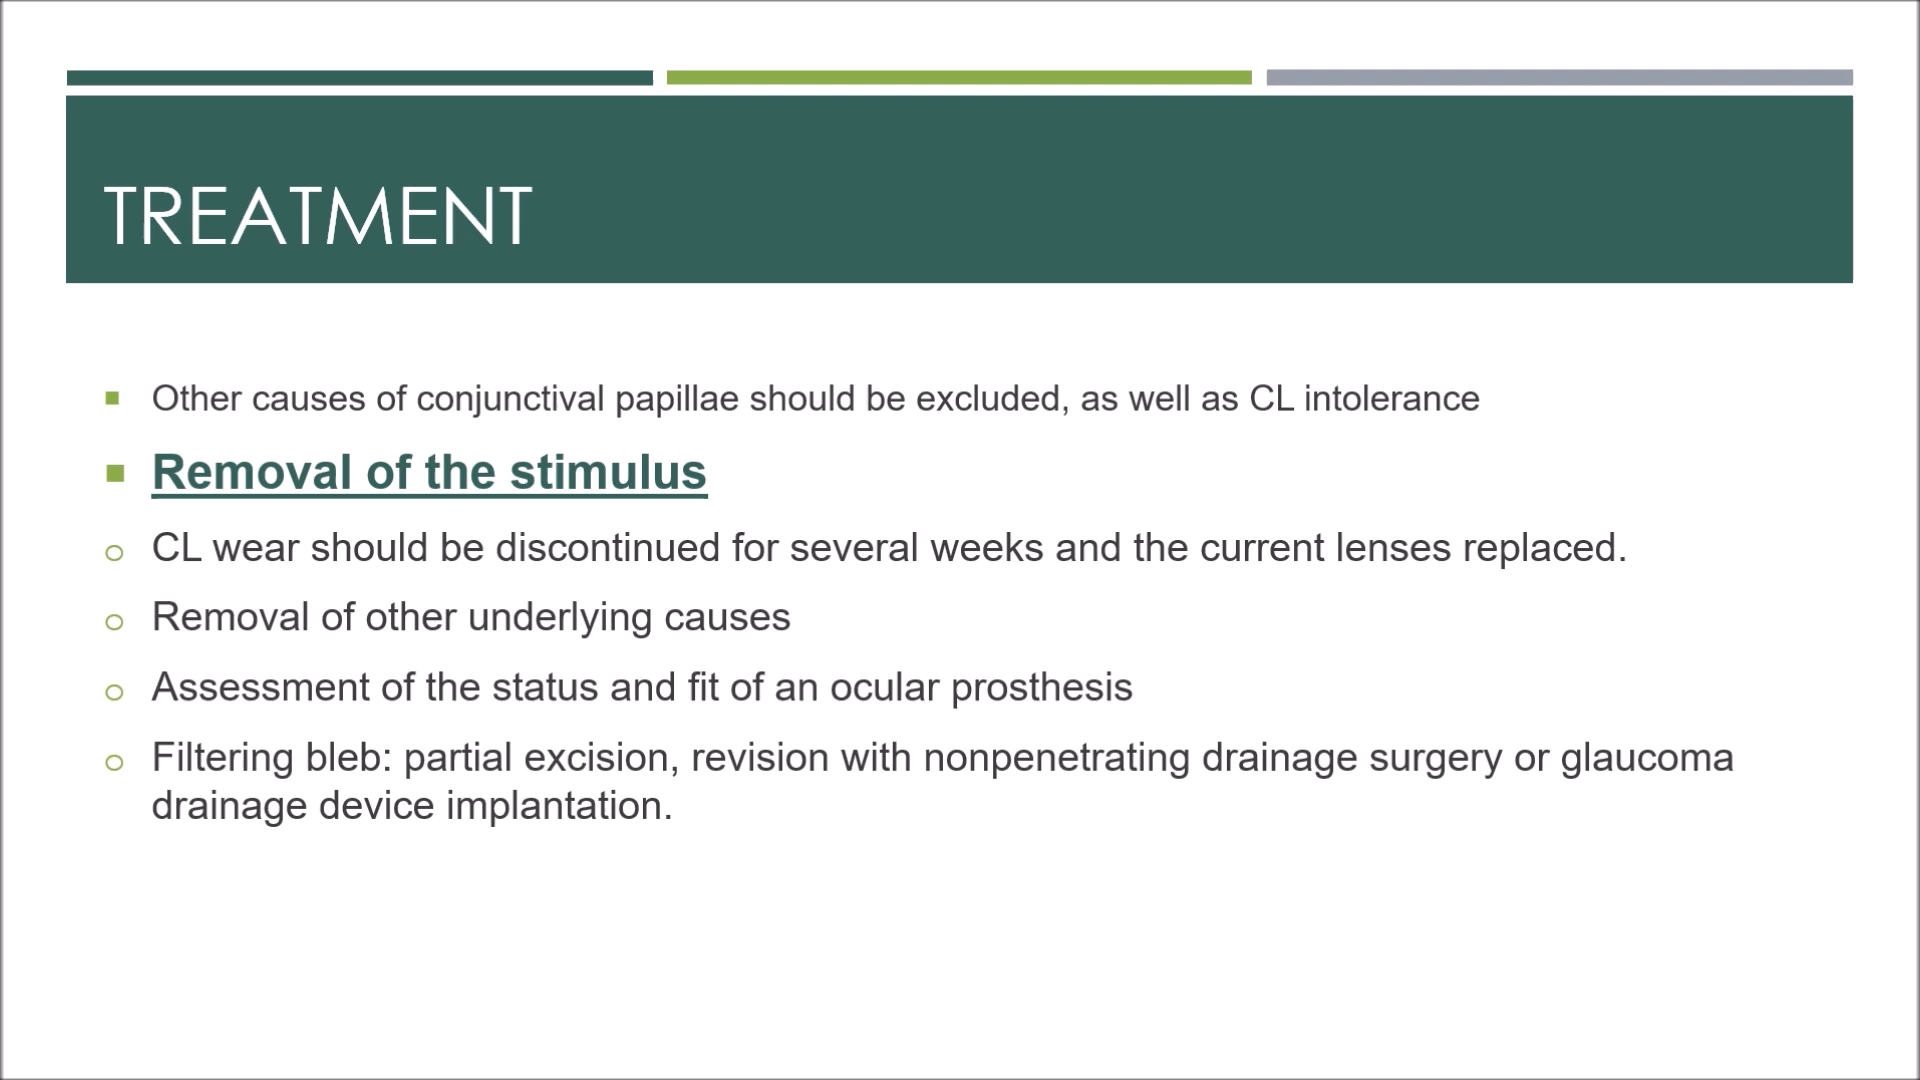 TREATMENT
Other causes of conjunctival papillae should be excluded, as well as CL intolerance
Removal of the stimulus
CL wear should be discontinued for several weeks and the current lenses replaced.
Removal of other underlying causes
Assessment of the status and fit of an ocular prosthesis
Filtering bleb: partial excision, revision with nonpenetrating drainage surgery or glaucoma
drainage device implantation.